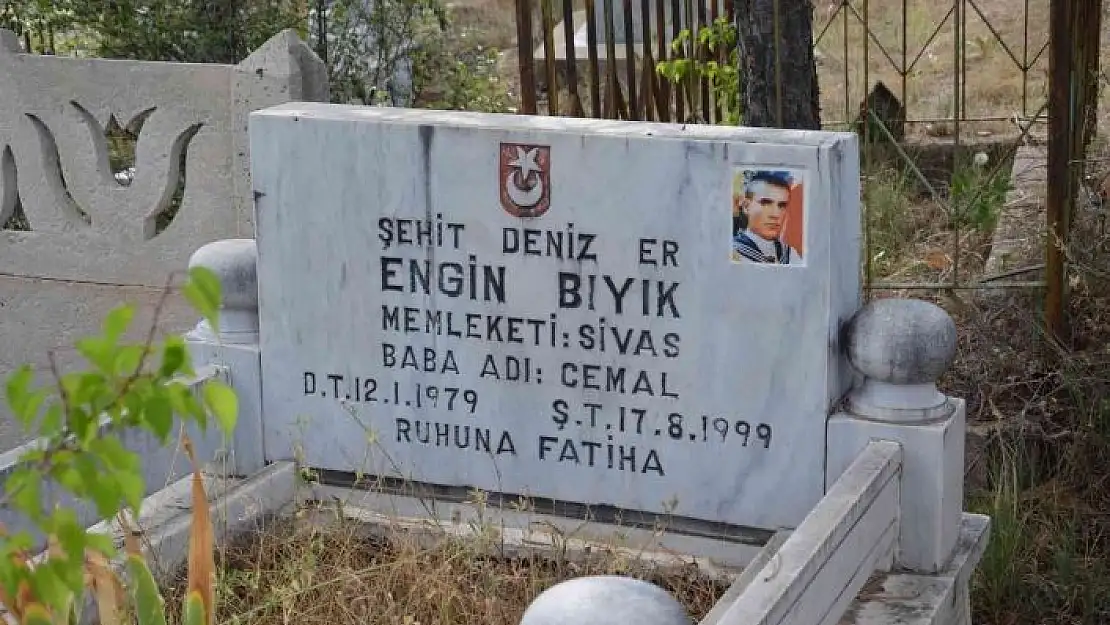 ŞEHİT DENİZ ER
ENGİN BIYIK
MEMLEKETİ: SİVAS
BABA ADI: CEMAL
D.T.12.1.1979 Ş.T.17.8.1999
RUHUNA FATİHA